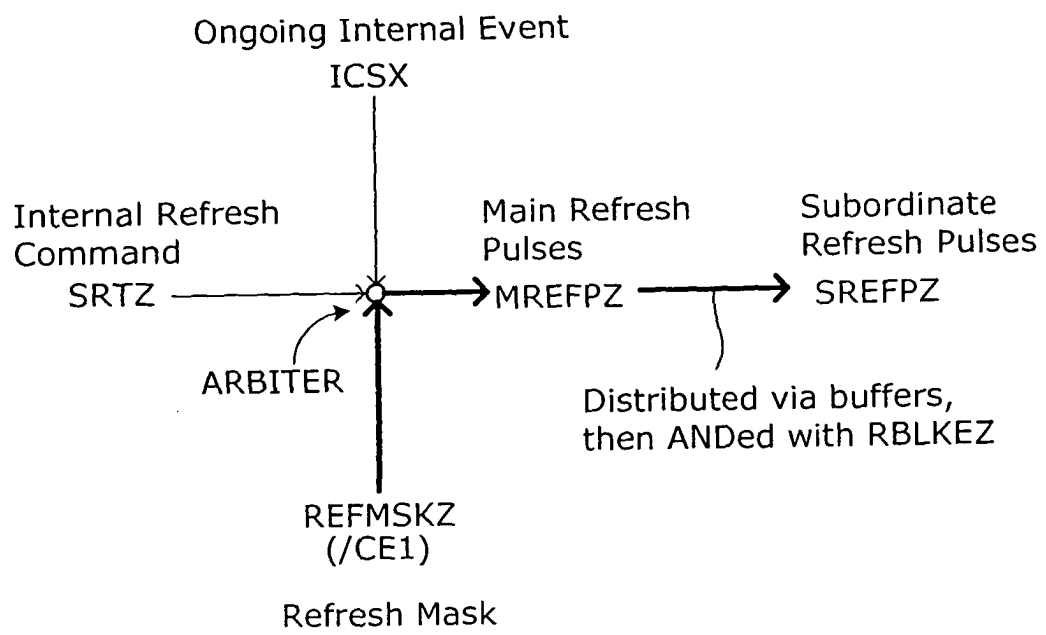 Ongoing Internal Event
ICSX
Internal Refresh
Command
SRTZ
Main Refresh
Pulses
MREFPZ
Subordinate
Refresh Pulses
SREFPZ
ARBITER
Distributed via buffers,
then ANDed with RBLKEZ
REFMSKZ
(/CE1)
Refresh Mask